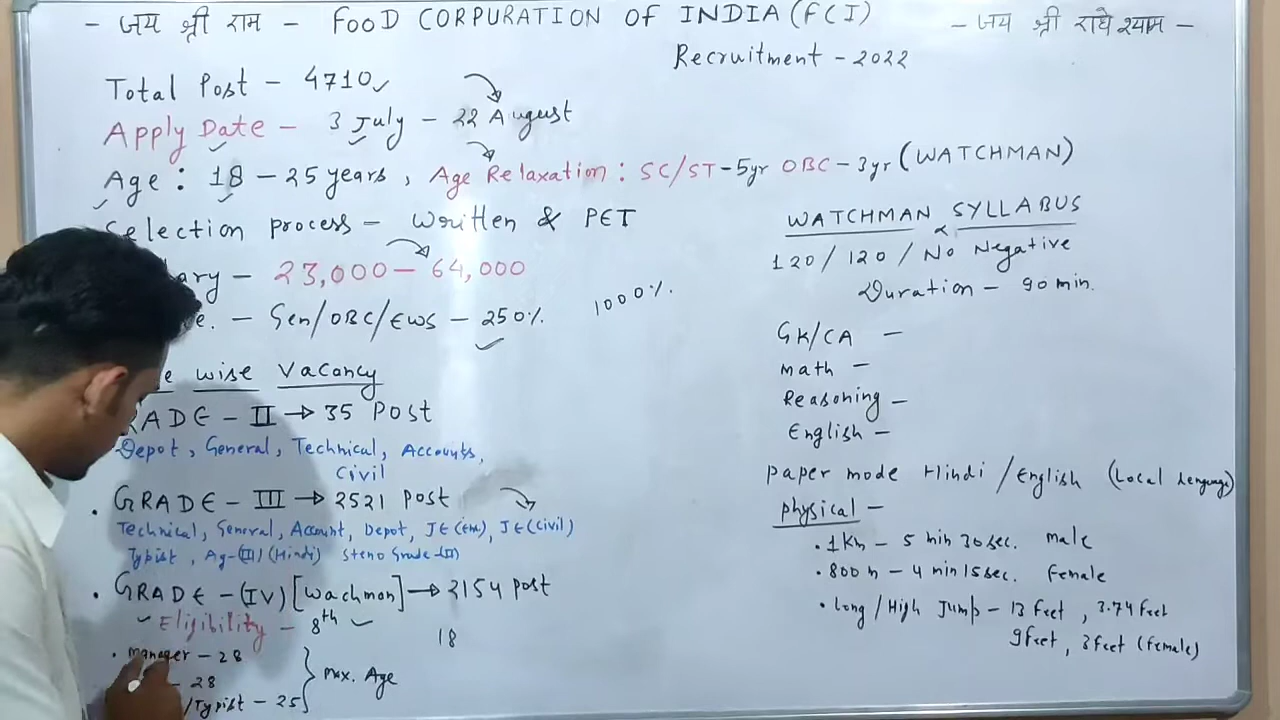 - जय श्री राम - FOOD CORPURATION OF INDIA (FCI) - जय श्री राधे श्याम -
Recruitment - 2022
Total Post - 4710
Apply Date - 3 July - 22 August
Age : 18 - 25 years , Age Relaxation : SC/ST - 5yr OBC - 3yr (WATCHMAN)
Selection process - Written & PET
ary - 23,000 - 64,000
e. - Gen/OBC/EWS - 250%. 1000%.
e wise Vacancy
RADE - II → 35 Post
Depot, General, Technical, Accounts,
Civil
. GRADE - III → 2521 Post
Technical, General, Account, Depot, JE (EM), JE (Civil)
Typist, Ag-(III) (Hindi) Steno Grade-(II)
. GRADE - (IV) [Wachman] → 2154 Post
Eligibility - 8th
18
. manager - 28
- 28
/Typist - 25
} Max. Age
WATCHMAN SYLLABUS
120 / 120 / No Negative
Duration - 90 min.
GK/CA -
math -
Reasoning -
English -
paper mode Hindi / English (Local Lenguage)
physical -
. 1 Km - 5 min 30 sec. male
. 800 m - 4 min 15 sec. female
. Long / High Jump - 13 feet , 3.74 feet
9 feet , 3 feet (female)